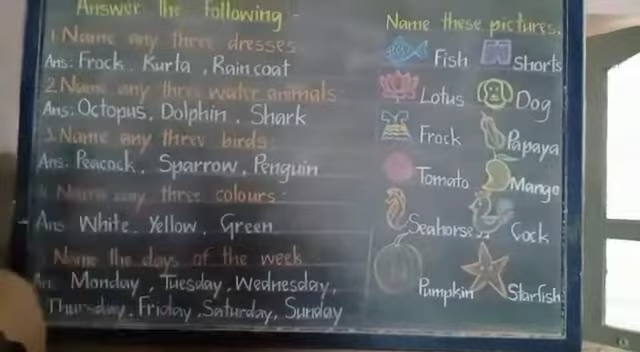 Answer the following -
1 Name any three dresses
Ans: Frock, Kurta, Raincoat
2 Name any three water animals:
Ans: Octopus, Dolphin, Shark
3 Name any three birds:
Ans: Peacock, Sparrow, Penguin
4 Name any three colours:
Ans White, Yellow, Green
Name the days of the week
An: Monday, Tuesday, Wednesday,
Thursday, Friday, Saturday, Sunday
Name these pictures.
Fish Shorts
Lotus Dog
Frock Papaya
Tomato Mango
Seahorse Cock
Pumpkin Starfish